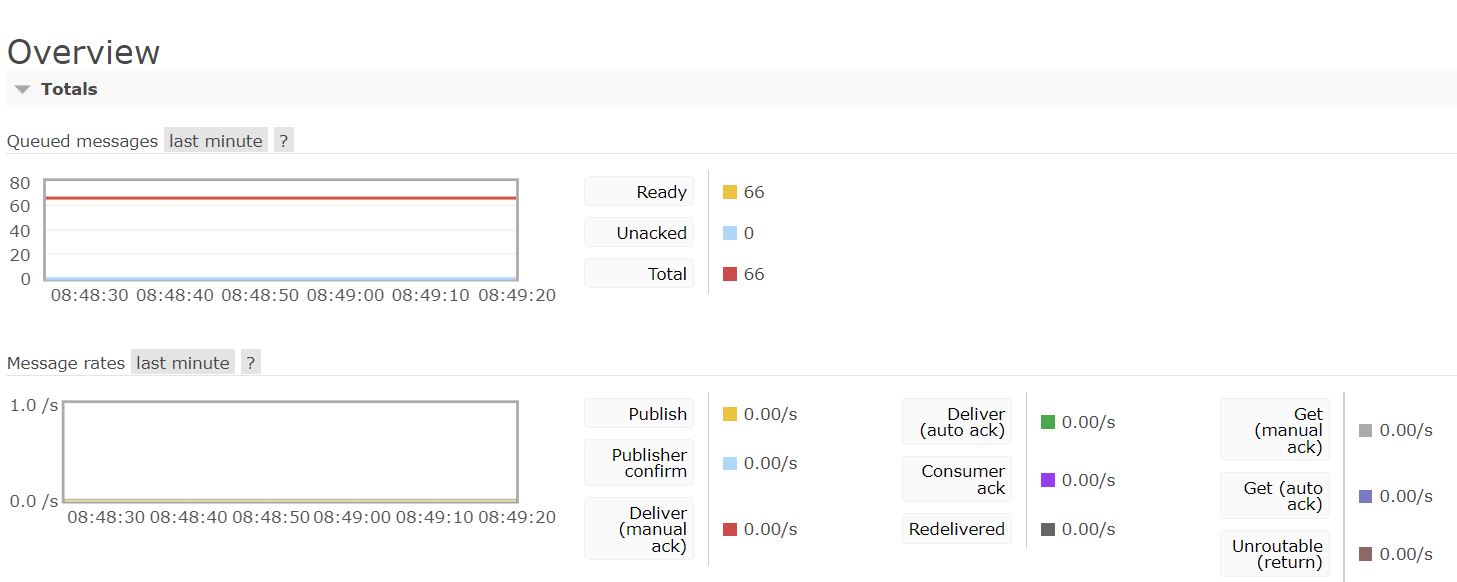 Overview
Totals
Queued messages last minute ?
80
60
40
20
0
08:48:30 08:48:40 08:48:50 08:49:00 08:49:10 08:49:20
Ready 66
Unacked 0
Total 66
Message rates last minute ?
1.0 /s
0.0 /s
08:48:30 08:48:40 08:48:50 08:49:00 08:49:10 08:49:20
Publish 0.00/s
Publisher
confirm 0.00/s
Deliver
(manual
ack) 0.00/s
Deliver
(auto ack) 0.00/s
Consumer
ack 0.00/s
Redelivered 0.00/s
Get
(manual
ack) 0.00/s
Get (auto
ack) 0.00/s
Unroutable
(return) 0.00/s